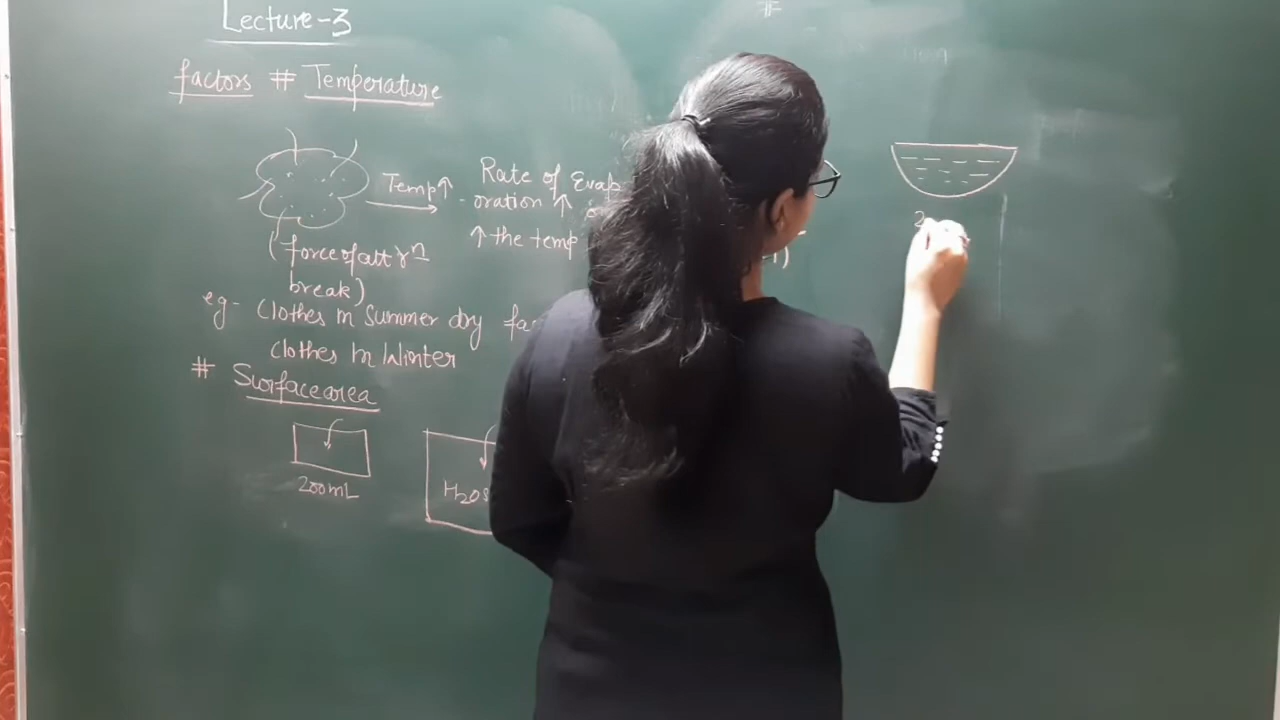 Lecture-3
factors # Temperature
Temp↑
Rate of Evap
oration ↑
↑ the temp
(force of attrⁿ
break)
eg- Clothes in summer dry
clothes in Winter
# Surface area
200mL
H2O
2